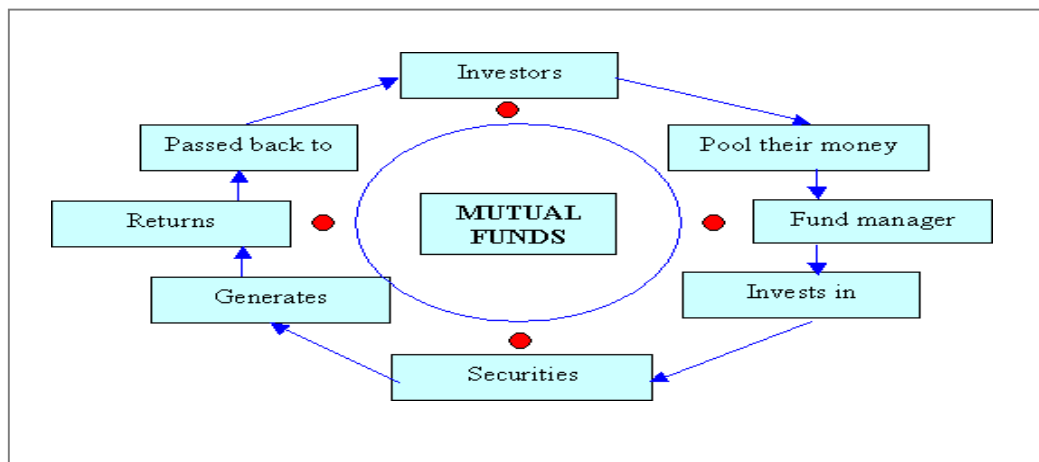 Investors
Passed back to
Pool their money
Returns
MUTUAL
FUNDS
Fund manager
Generates
Invests in
Securities